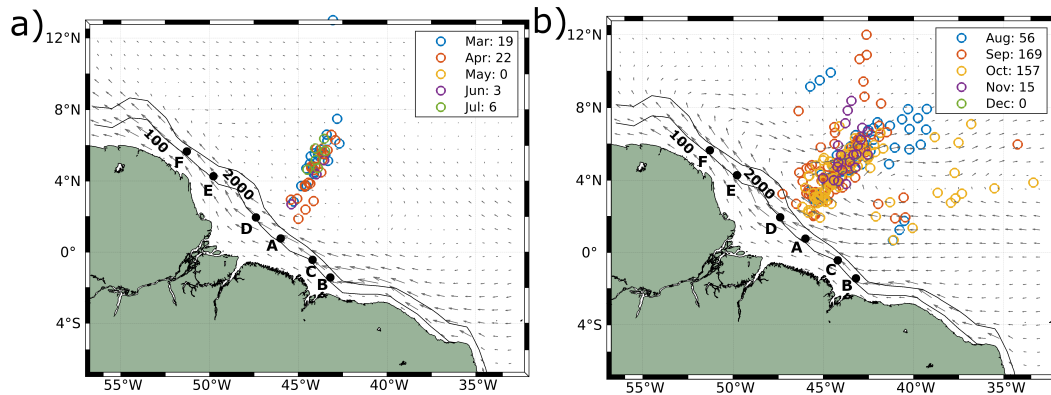 a)
12°N
8°N
4°N
0°
4°S
55°W
50°W
45°W
40°W
35°W
Mar: 19
Apr: 22
May: 0
Jun: 3
Jul: 6
100
2000
F
E
D
A
C
B
b)
12°N
8°N
4°N
0°
4°S
55°W
50°W
45°W
40°W
35°W
Aug: 56
Sep: 169
Oct: 157
Nov: 15
Dec: 0
100
2000
F
E
D
A
C
B